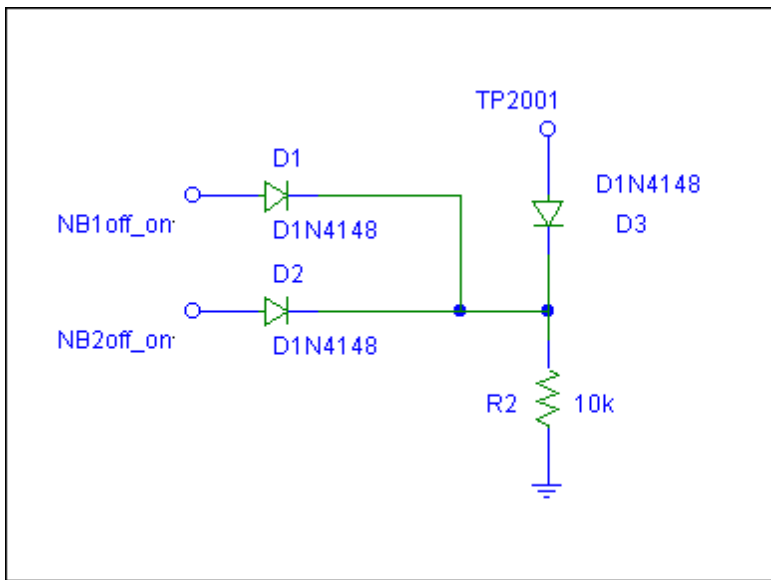 TP2001
D1
D1N4148
NB1off_on
D1N4148
D3
D2
NB2off_on
D1N4148
R2 10k